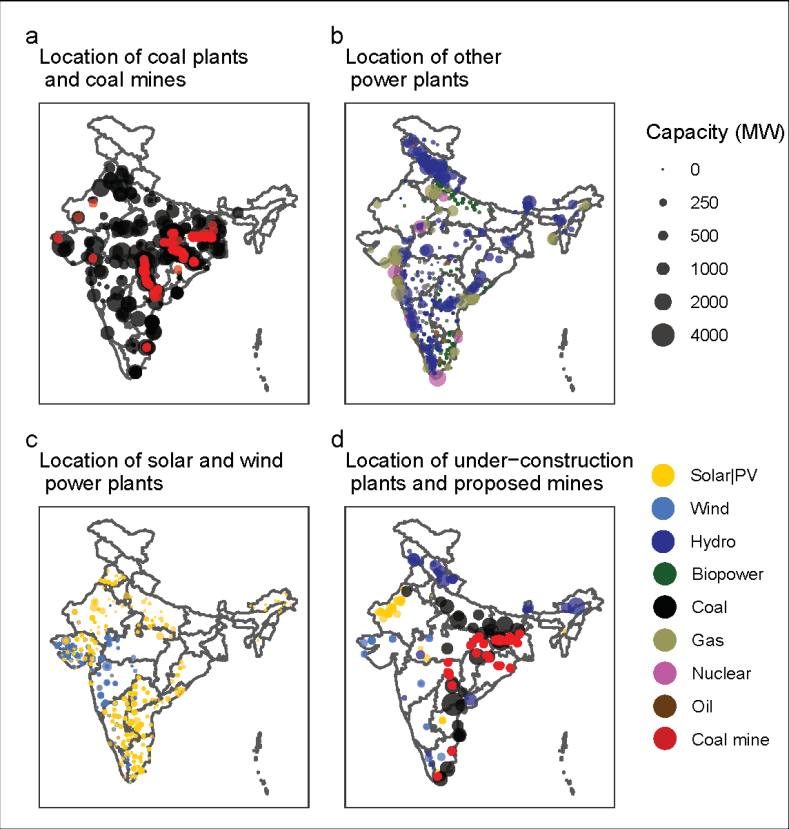 a
Location of coal plants
and coal mines
b
Location of other
power plants
Capacity (MW)
0
250
500
1000
2000
4000
c
Location of solar and wind
power plants
d
Location of under−construction
plants and proposed mines
Solar|PV
Wind
Hydro
Biopower
Coal
Gas
Nuclear
Oil
Coal mine